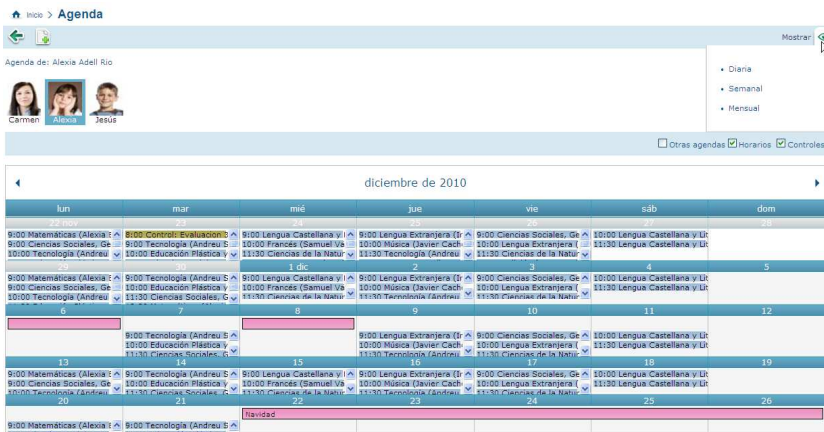 Inicio > Agenda
Mostrar
Agenda de: Alexia Adell Rio
Diaria
Semanal
Mensual
Carmen Alexia Jesús
Otras agendas Horarios Controles
diciembre de 2010
lun mar mié jue vie sáb dom
22 nov 23 24 25 26 27 28
9:00 Matemáticas (Alexia 8:00 Control: Evaluación 9:00 Lengua Castellana y 9:00 Lengua Extranjera 9:00 Ciencias Sociales, Ge 10:00 Lengua Castellana y Lit
9:00 Ciencias Sociales, Ge 9:00 Tecnología (Andreu S 10:00 Francés (Samuel Va 10:00 Música (Javier Cach 10:00 Lengua Extranjera ( 11:30 Lengua Castellana y Lit
10:00 Tecnología (Andreu 10:00 Educación Plástica y 11:30 Ciencias de la Natur 11:30 Tecnología (Andreu 11:30 Ciencias de la Natur
29 30 1 dic 2 3 4 5
9:00 Matemáticas (Alexia 9:00 Tecnología (Andreu S 9:00 Lengua Castellana y 9:00 Lengua Extranjera 9:00 Ciencias Sociales, Ge 10:00 Lengua Castellana y Lit
9:00 Ciencias Sociales, Ge 10:00 Educación Plástica y 10:00 Francés (Samuel Va 10:00 Música (Javier Cach 10:00 Lengua Extranjera ( 11:30 Lengua Castellana y Lit
10:00 Tecnología (Andreu 11:30 Ciencias Sociales, G 11:30 Ciencias de la Natur 11:30 Tecnología (Andreu 11:30 Ciencias de la Natur
6 7 8 9 10 11 12
9:00 Tecnología (Andreu S 9:00 Lengua Extranjera 9:00 Ciencias Sociales, Ge 10:00 Lengua Castellana y Lit
10:00 Educación Plástica y 10:00 Música (Javier Cach 10:00 Lengua Extranjera ( 11:30 Lengua Castellana y Lit
11:30 Ciencias Sociales, G 11:30 Tecnología (Andreu 11:30 Ciencias de la Natur
13 14 15 16 17 18 19
9:00 Matemáticas (Alexia 9:00 Tecnología (Andreu S 9:00 Lengua Castellana y 9:00 Lengua Extranjera 9:00 Ciencias Sociales, Ge 10:00 Lengua Castellana y Lit
9:00 Ciencias Sociales, Ge 10:00 Educación Plástica y 10:00 Francés (Samuel Va 10:00 Música (Javier Cach 10:00 Lengua Extranjera ( 11:30 Lengua Castellana y Lit
10:00 Tecnología (Andreu 11:30 Ciencias Sociales, G 11:30 Ciencias de la Natur 11:30 Tecnología (Andreu 11:30 Ciencias de la Natur
20 21 22 23 24 25 26
Navidad
9:00 Matemáticas (Alexia 9:00 Tecnología (Andreu S